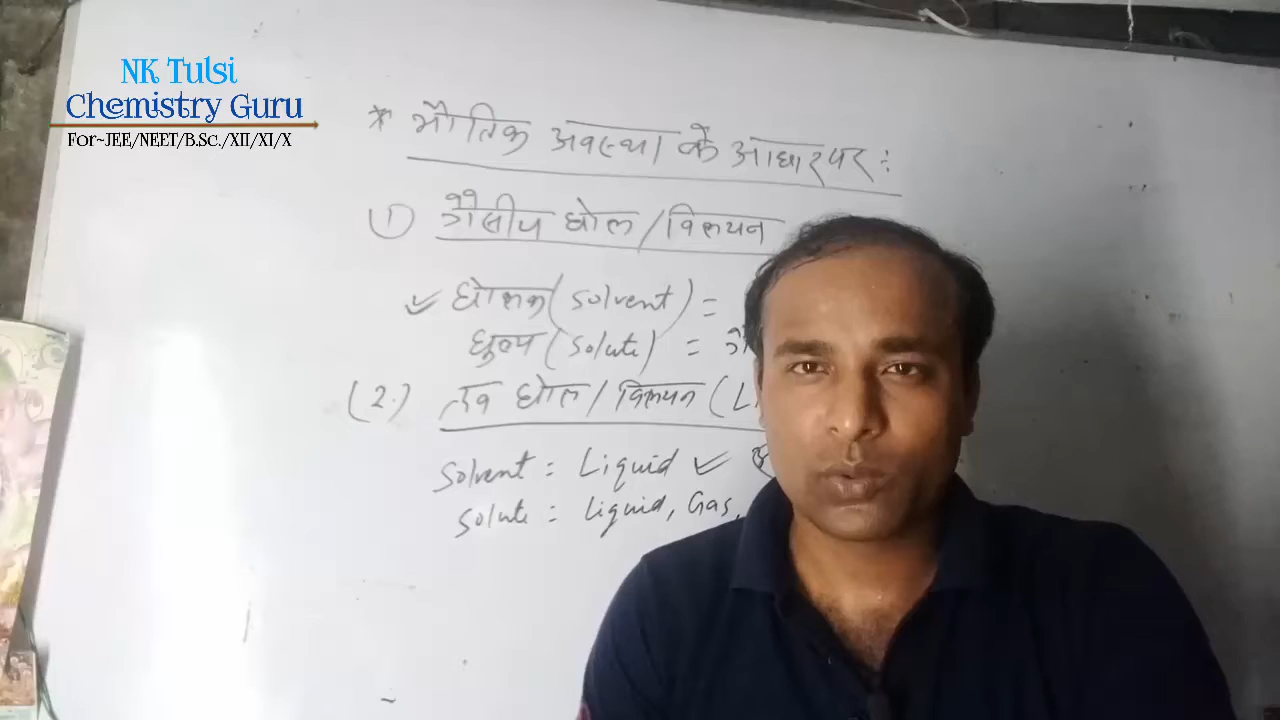 NK Tulsi
Chemistry Guru
For~JEE/NEET/B.Sc./XII/XI/X
* भौतिक अवस्था के आधार पर :
① गैसीय घोल / विलयन
घोलक (Solvent) =
घुल्य (Solute) =
(2.) द्रव घोल / विलयन (L
Solvent = Liquid ✓
Solute = Liquid, Gas,